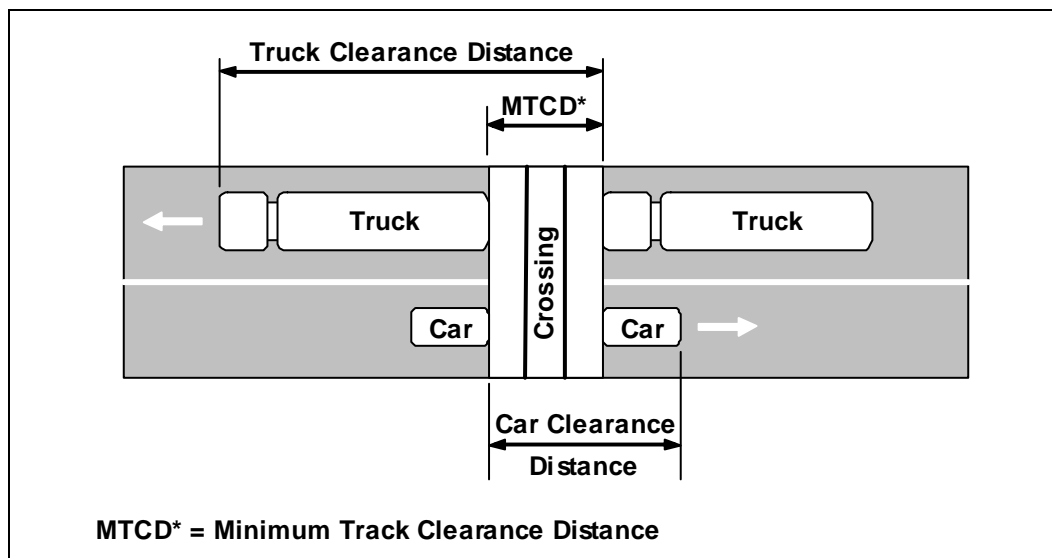 Truck Clearance Distance
MTCD*
Truck
Truck
Crossing
Car
Car
Car Clearance
Distance
MTCD* = Minimum Track Clearance Distance